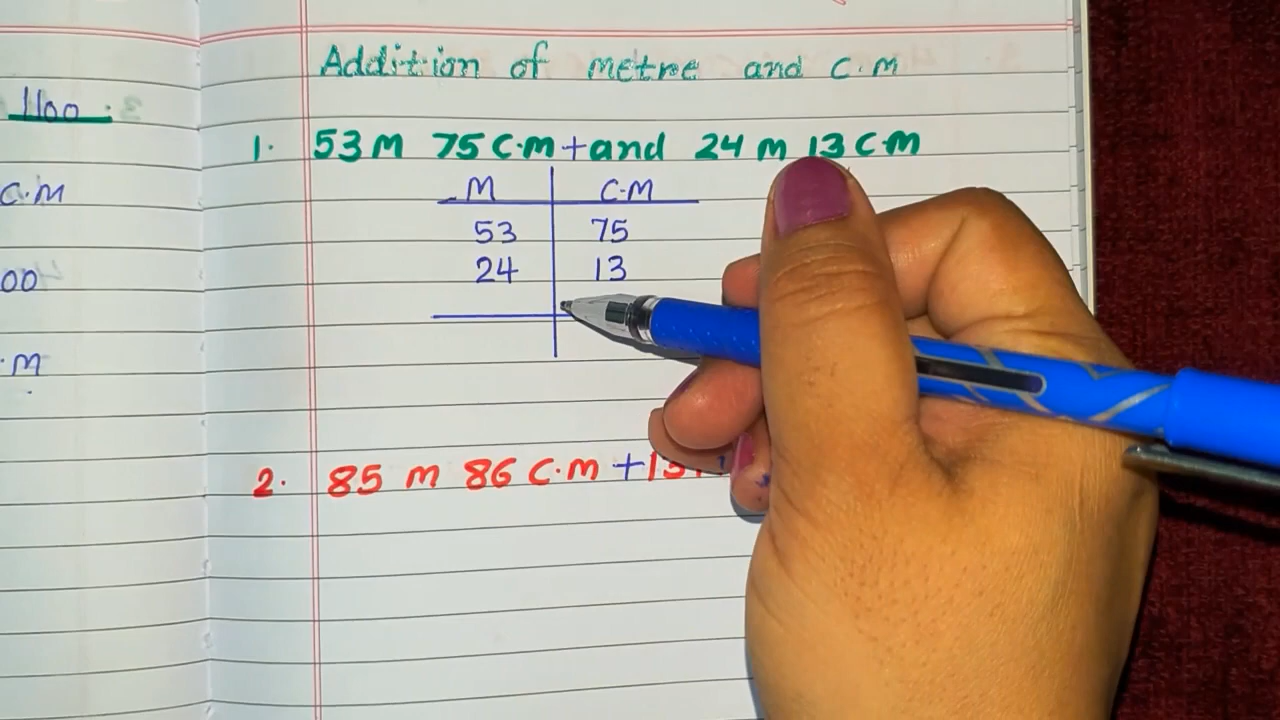 1100
C.M
00
.M
Addition of metre and C.M
1. 53 M 75 C.M + and 24 M 13 C.M
M C.M
53 75
24 13
2. 85 M 86 C.M +